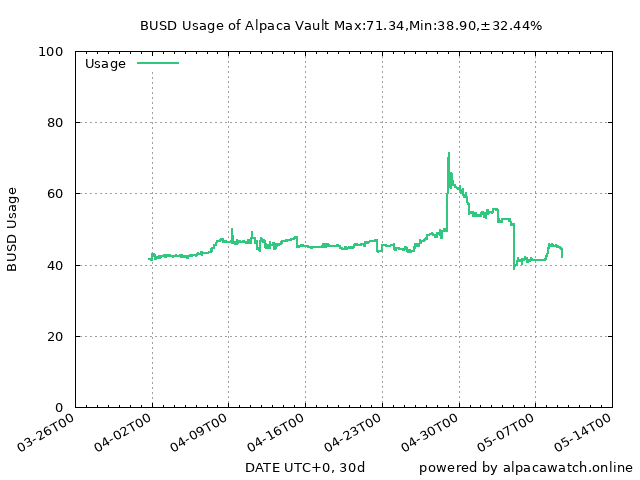 BUSD Usage of Alpaca Vault Max:71.34,Min:38.90,±32.44%
100
Usage
80
60
BUSD Usage
40
20
0
03-26T00 04-02T00 04-09T00 04-16T00 04-23T00 04-30T00 05-07T00 05-14T00
DATE UTC+0, 30d powered by alpacawatch.online